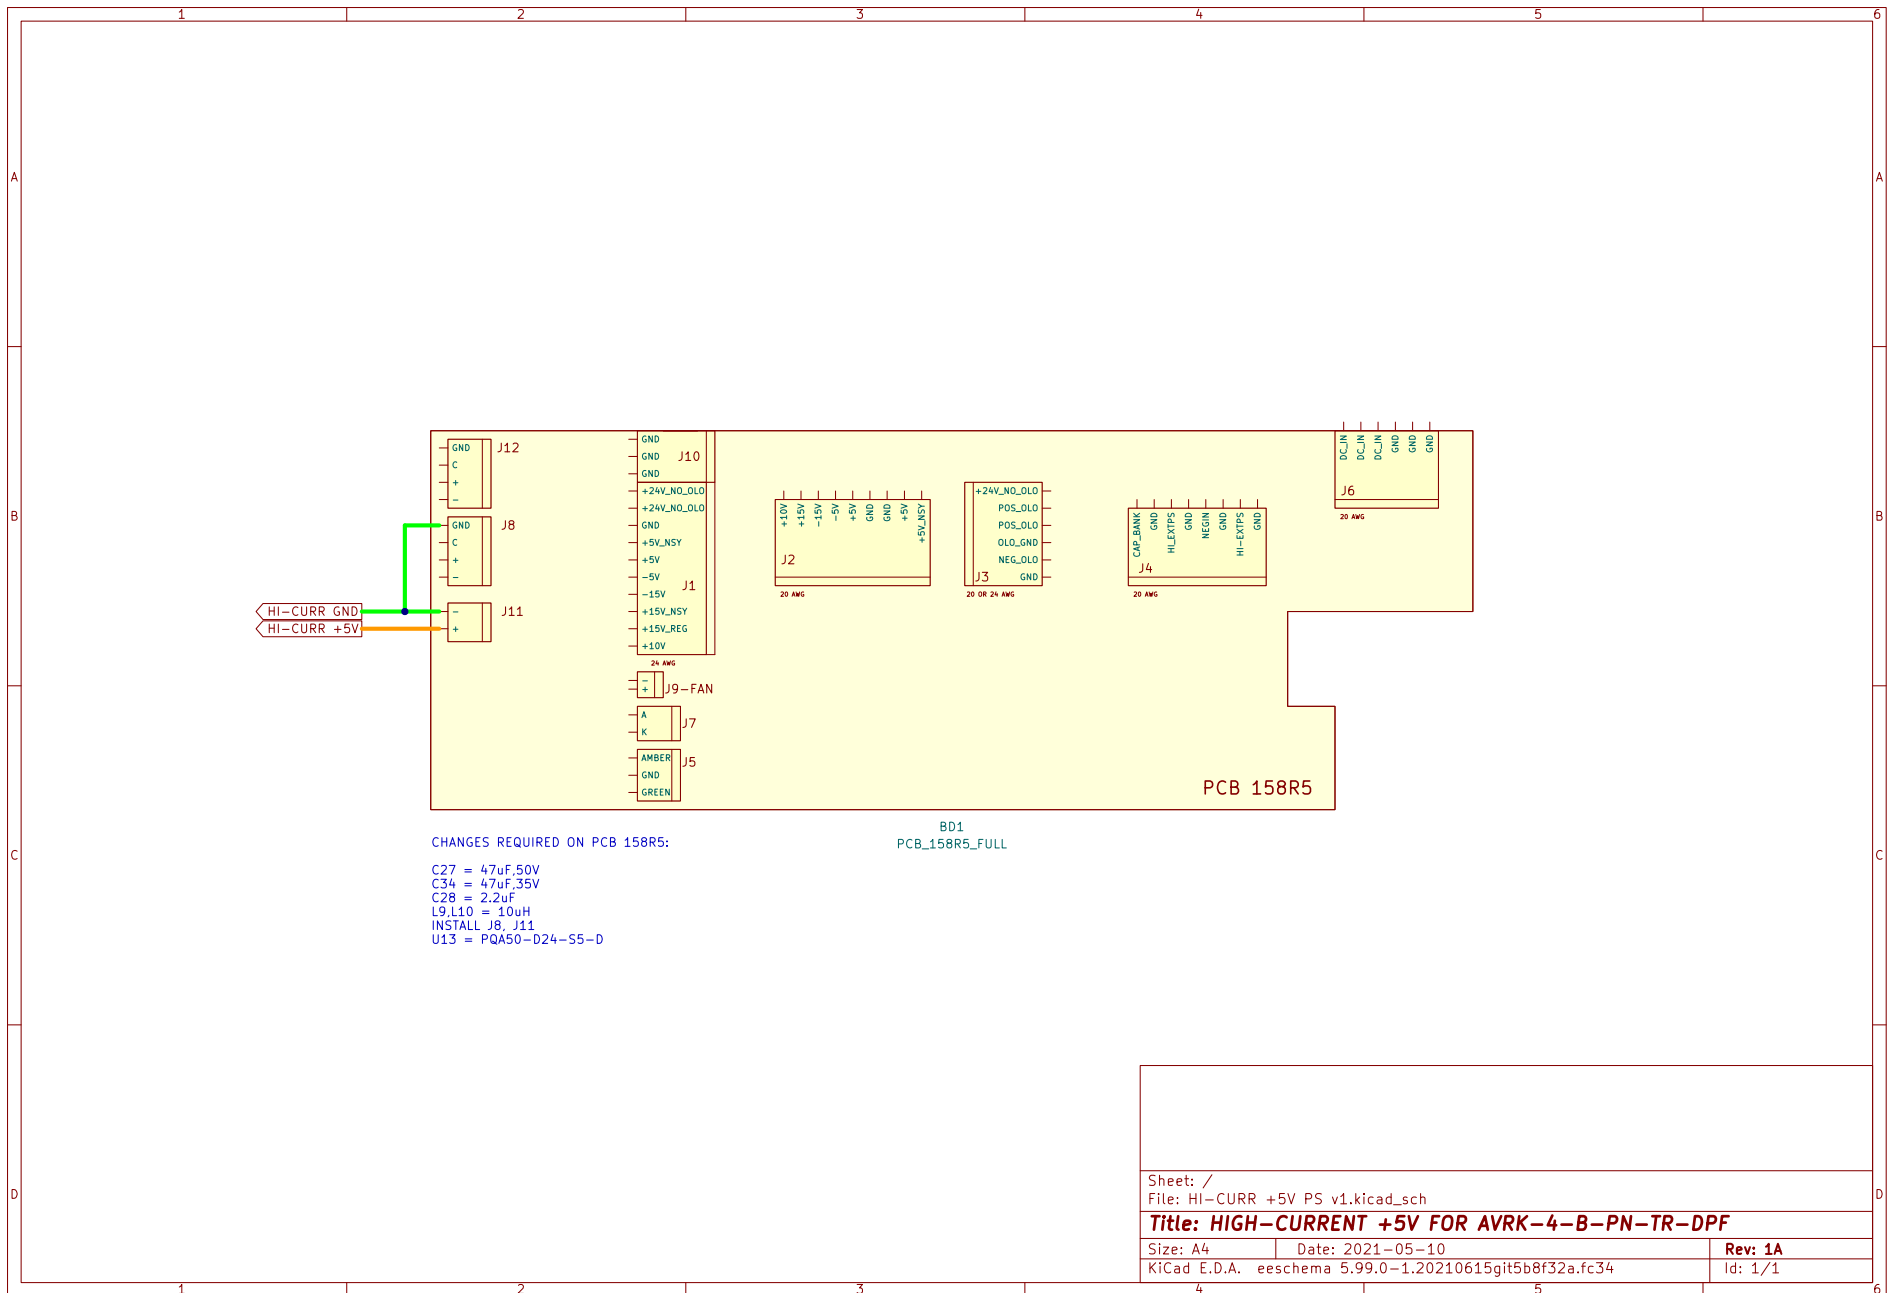 1 2 3 4 5 6
A A
B B
C C
D D
GND
C
+
-
J12
GND
C
+
-
J8
-
+
J11
HI-CURR GND
HI-CURR +5V
GND
GND
GND
J10
+24V_NO_OLO
+24V_NO_OLO
GND
+5V_NSY
+5V
-5V
-15V
+15V_NSY
+15V_REG
+10V
J1
24 AWG
-
+
J9-FAN
A
K
J7
AMBER
GND
GREEN
J5
+10V
+15V
-15V
-5V
+5V
GND
GND
+5V
+5V_NSY
J2
20 AWG
+24V_NO_OLO
POS_OLO
POS_OLO
OLO_GND
NEG_OLO
GND
J3
20 OR 24 AWG
CAP_BANK
GND
HI_EXTPS
GND
NEGIN
GND
HI-EXTPS
GND
J4
20 AWG
DC_IN
DC_IN
DC_IN
GND
GND
GND
J6
20 AWG
PCB 158R5
BD1
PCB_158R5_FULL
CHANGES REQUIRED ON PCB 158R5:
C27 = 47uF,50V
C34 = 47uF,35V
C28 = 2.2uF
L9,L10 = 10uH
INSTALL J8, J11
U13 = PQA50-D24-S5-D
Sheet: /
File: HI-CURR +5V PS v1.kicad_sch
Title: HIGH-CURRENT +5V FOR AVRK-4-B-PN-TR-DPF
Size: A4 Date: 2021-05-10 Rev: 1A
KiCad E.D.A. eeschema 5.99.0-1.20210615git5b8f32a.fc34 Id: 1/1
1 2 3 4 5 6